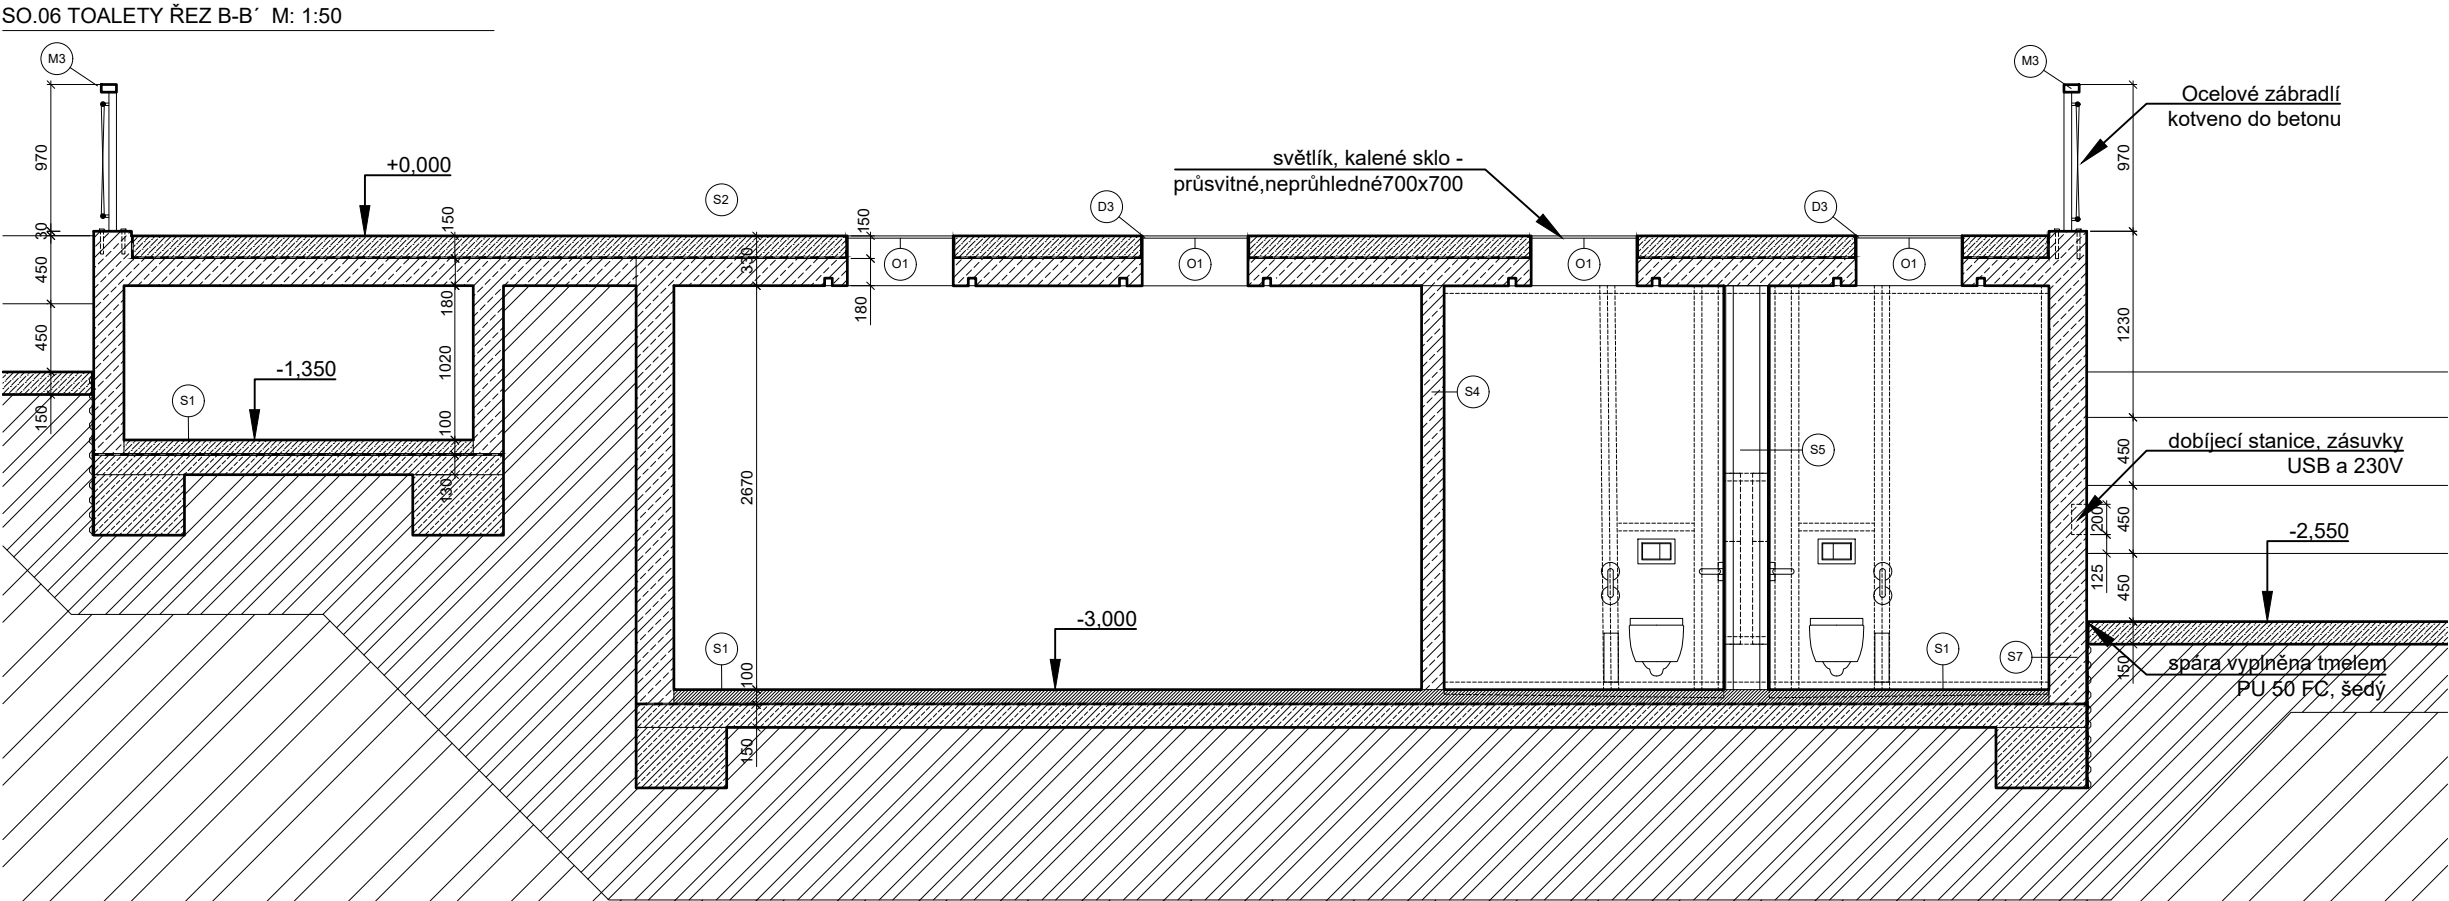 SO.06 TOALETY ŘEZ B-B´ M: 1:50
M3
M3
Ocelové zábradlí
kotveno do betonu
970
970
+0,000
světlík, kalené sklo -
průsvitné,neprůhledné700x700
S2
D3
D3
30
150
150
330
O1
O1
O1
O1
450
180
180
1230
450
1020
-1,350
S1
S4
150
100
S5
450
dobíjecí stanice, zásuvky
USB a 230V
130
2670
200
450
-2,550
125
450
-3,000
S1
S1
S7
100
150
spára vyplněna tmelem
PU 50 FC, šedý
150